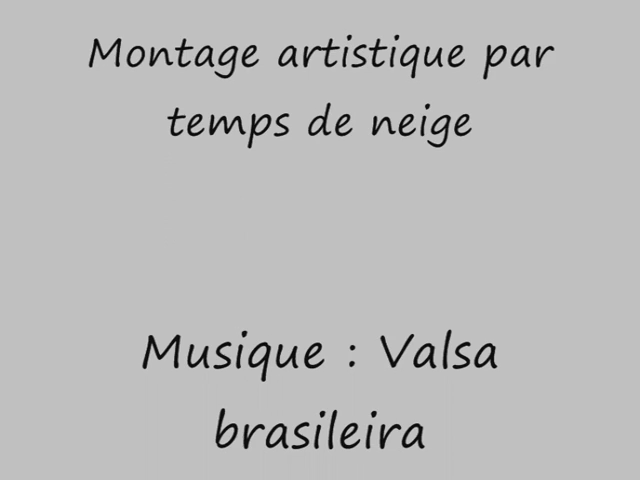 Montage artistique par
temps de neige
Musique : Valsa
brasileira